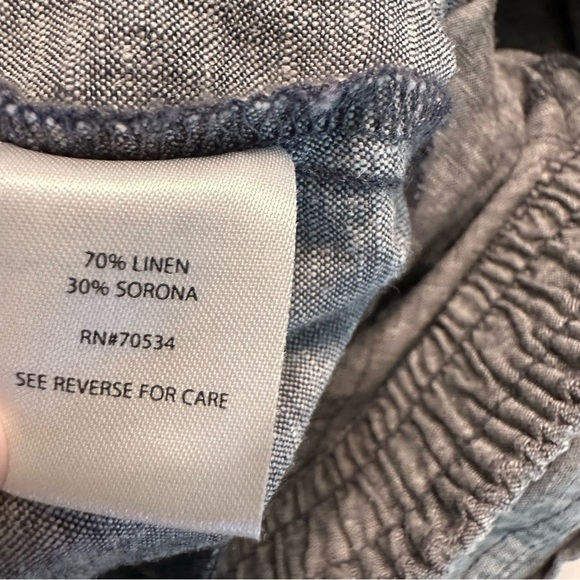 70% LINEN
30% SORONA
RN#70534
SEE REVERSE FOR CARE